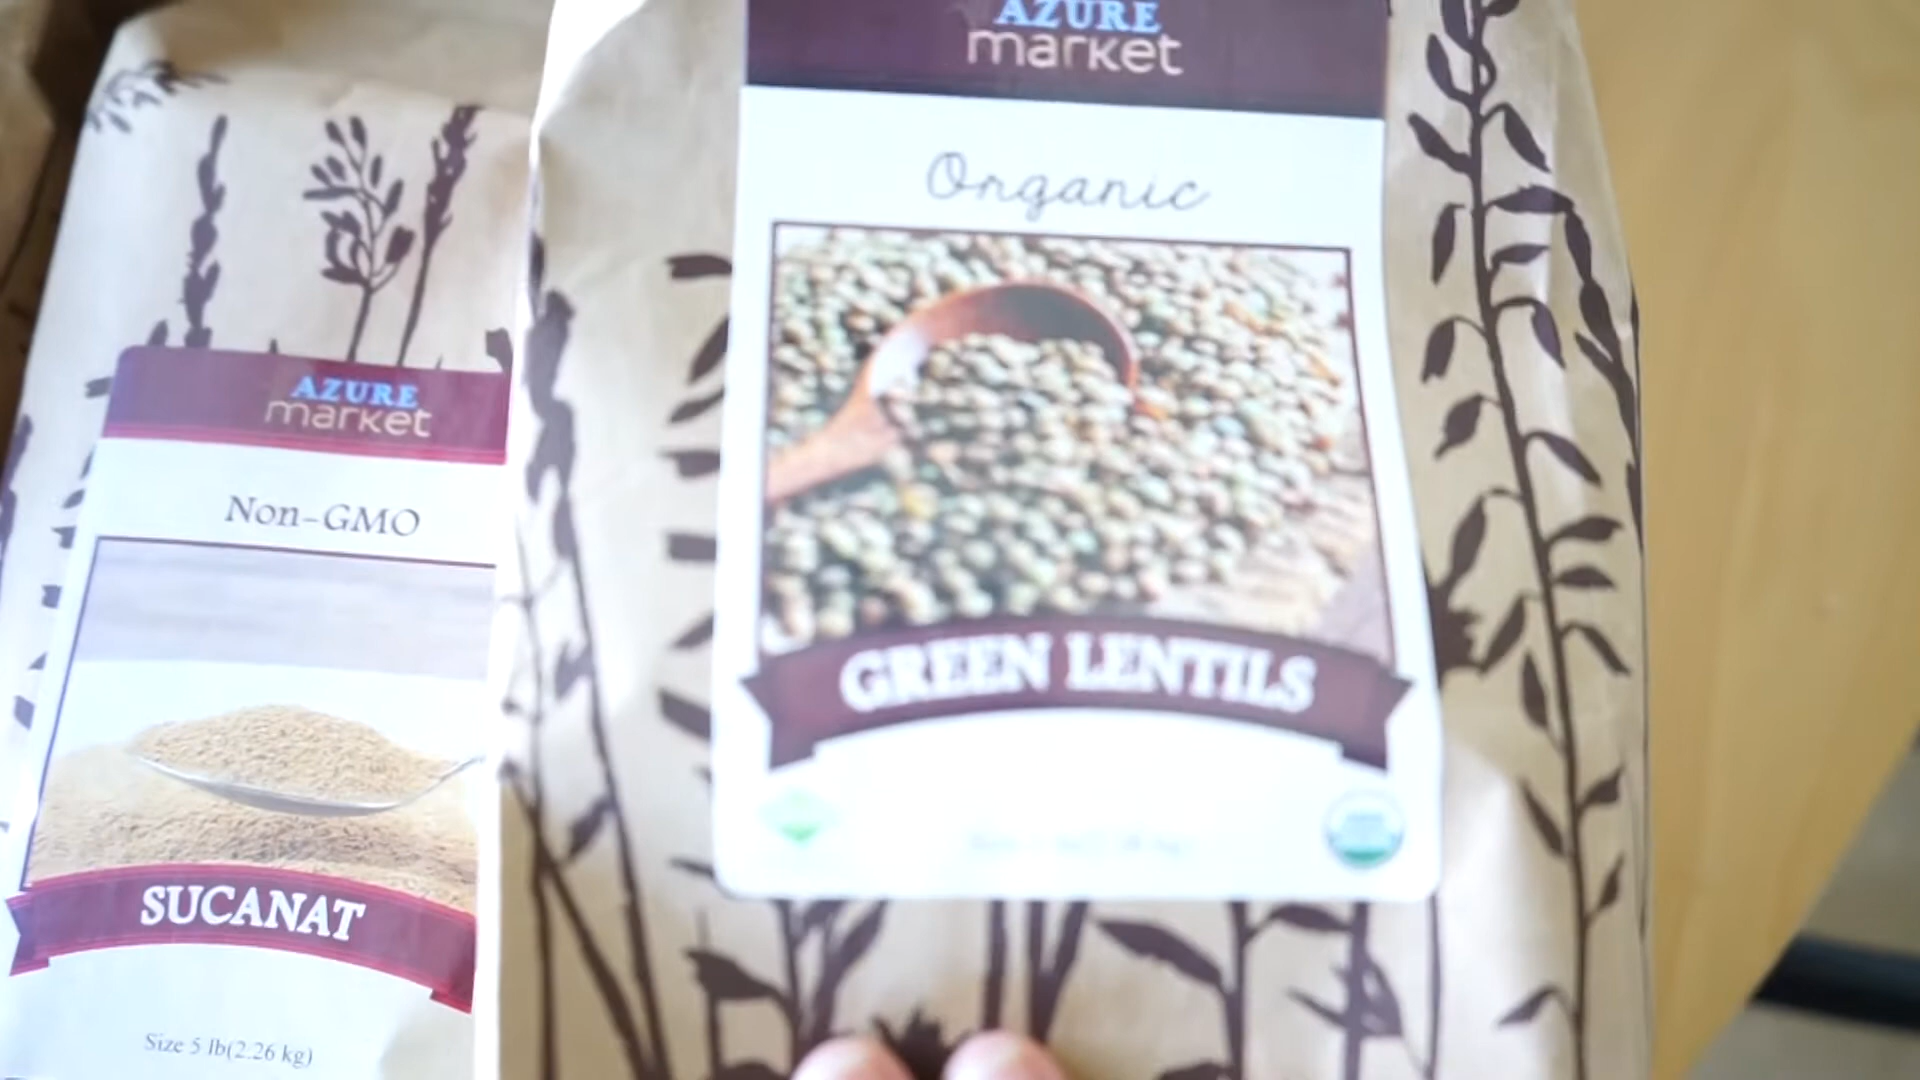 AZURE
market
Non-GMO
SUCANAT
Size 5 lb(2.26 kg)
AZURE
market
Organic
GREEN LENTILS